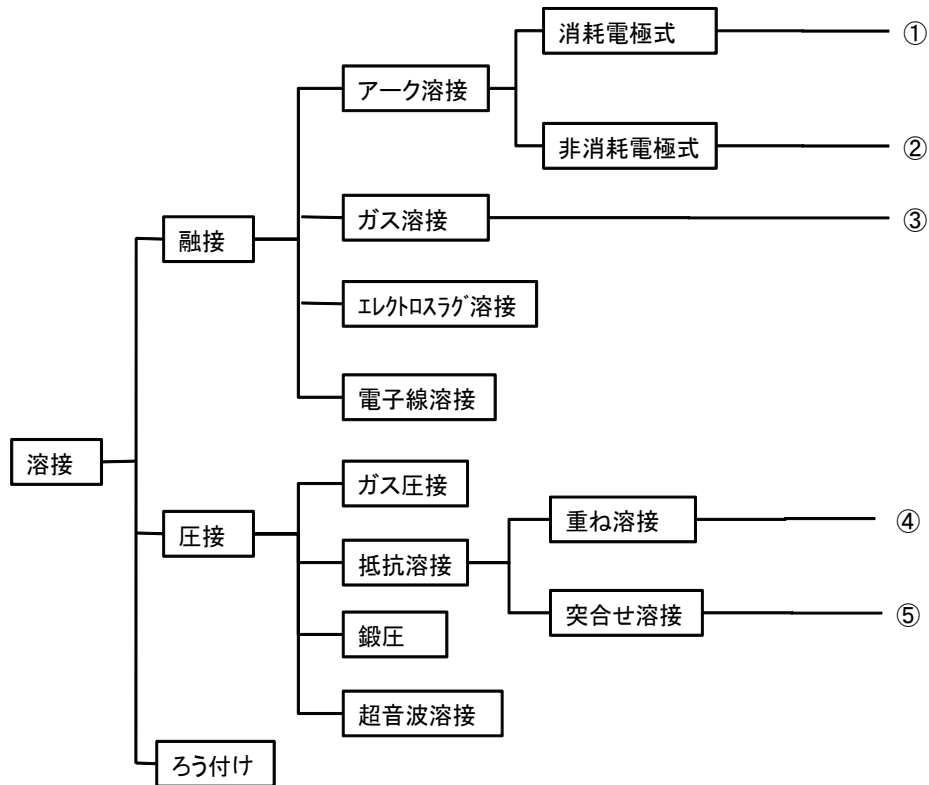 消耗電極式
①
アーク溶接
非消耗電極式
②
ガス溶接
③
融接
エレクトロスラグ溶接
電子線溶接
溶接
ガス圧接
圧接
重ね溶接
④
抵抗溶接
突合せ溶接
⑤
鍛圧
超音波溶接
ろう付け